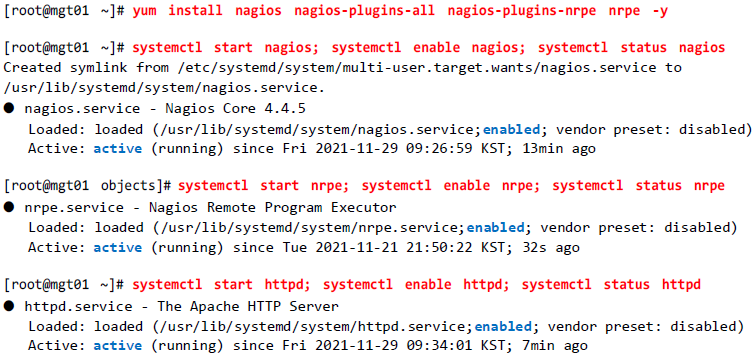 [root@mgt01 ~]# yum install nagios nagios-plugins-all nagios-plugins-nrpe nrpe -y
[root@mgt01 ~]# systemctl start nagios; systemctl enable nagios; systemctl status nagios
Created symlink from /etc/systemd/system/multi-user.target.wants/nagios.service to
/usr/lib/systemd/system/nagios.service.
● nagios.service - Nagios Core 4.4.5
Loaded: loaded (/usr/lib/systemd/system/nagios.service;enabled; vendor preset: disabled)
Active: active (running) since Fri 2021-11-29 09:26:59 KST; 13min ago
[root@mgt01 objects]# systemctl start nrpe; systemctl enable nrpe; systemctl status nrpe
● nrpe.service - Nagios Remote Program Executor
Loaded: loaded (/usr/lib/systemd/system/nrpe.service;enabled; vendor preset: disabled)
Active: active (running) since Tue 2021-11-21 21:50:22 KST; 32s ago
[root@mgt01 ~]# systemctl start httpd; systemctl enable httpd; systemctl status httpd
● httpd.service - The Apache HTTP Server
Loaded: loaded (/usr/lib/systemd/system/httpd.service;enabled; vendor preset: disabled)
Active: active (running) since Fri 2021-11-29 09:34:01 KST; 7min ago